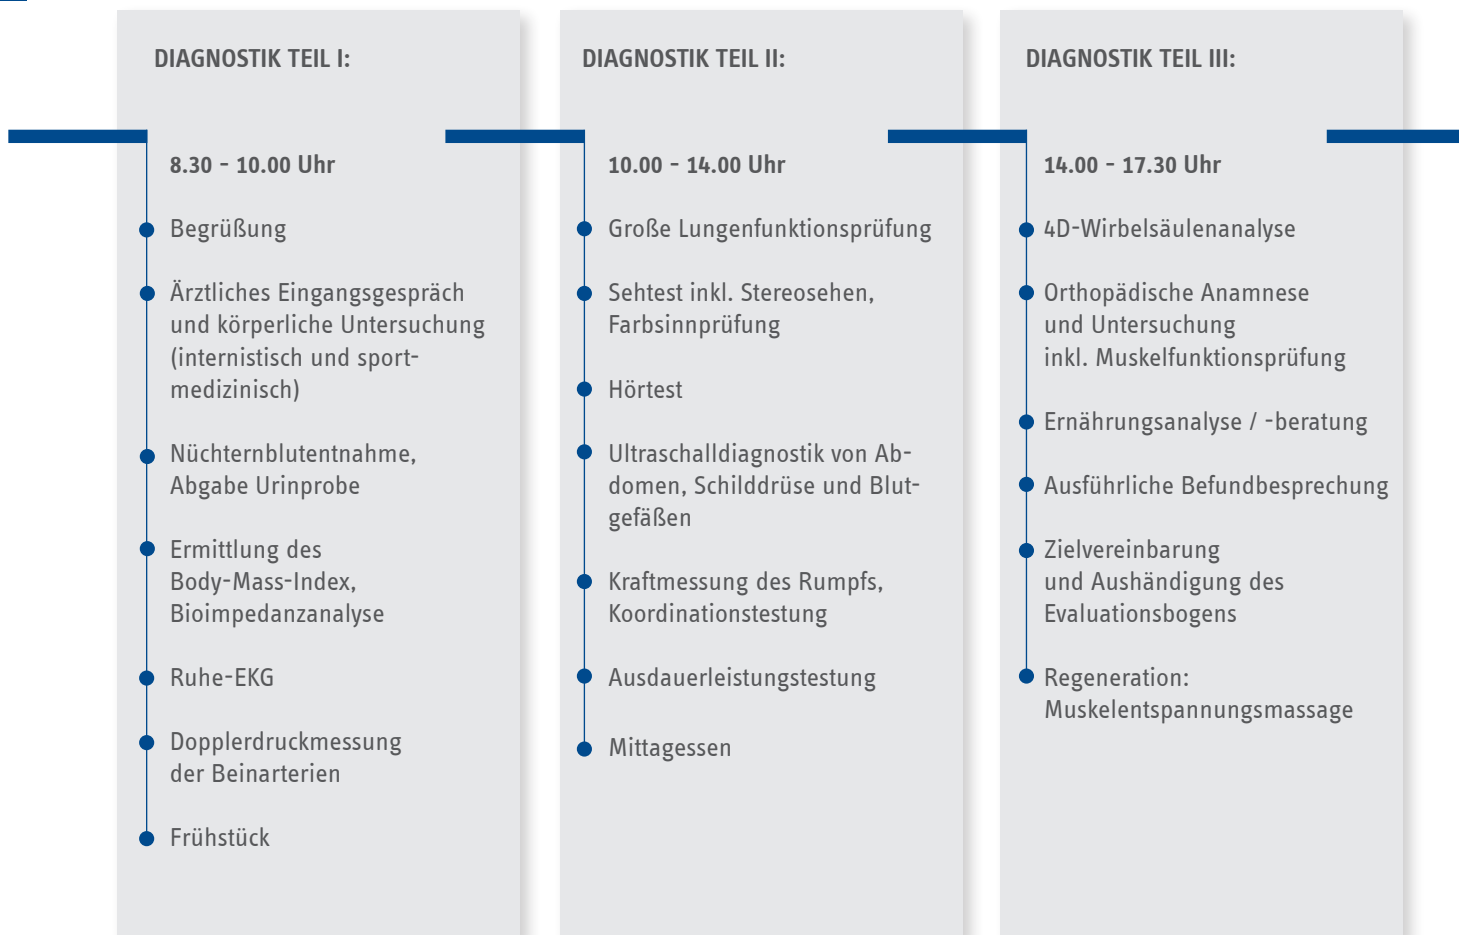 DIAGNOSTIK TEIL I:
8.30 - 10.00 Uhr
Begrüßung
Ärztliches Eingangsgespräch
und körperliche Untersuchung
(internistisch und sport-
medizinisch)
Nüchternblutentnahme,
Abgabe Urinprobe
Ermittlung des
Body-Mass-Index,
Bioimpedanzanalyse
Ruhe-EKG
Dopplerdruckmessung
der Beinarterien
Frühstück
DIAGNOSTIK TEIL II:
10.00 - 14.00 Uhr
Große Lungenfunktionsprüfung
Sehtest inkl. Stereosehen,
Farbsinnprüfung
Hörtest
Ultraschalldiagnostik von Ab-
domen, Schilddrüse und Blut-
gefäßen
Kraftmessung des Rumpfs,
Koordinationstestung
Ausdauerleistungstestung
Mittagessen
DIAGNOSTIK TEIL III:
14.00 - 17.30 Uhr
4D-Wirbelsäulenanalyse
Orthopädische Anamnese
und Untersuchung
inkl. Muskelfunktionsprüfung
Ernährungsanalyse / -beratung
Ausführliche Befundbesprechung
Zielvereinbarung
und Aushändigung des
Evaluationsbogens
Regeneration:
Muskelentspannungsmassage